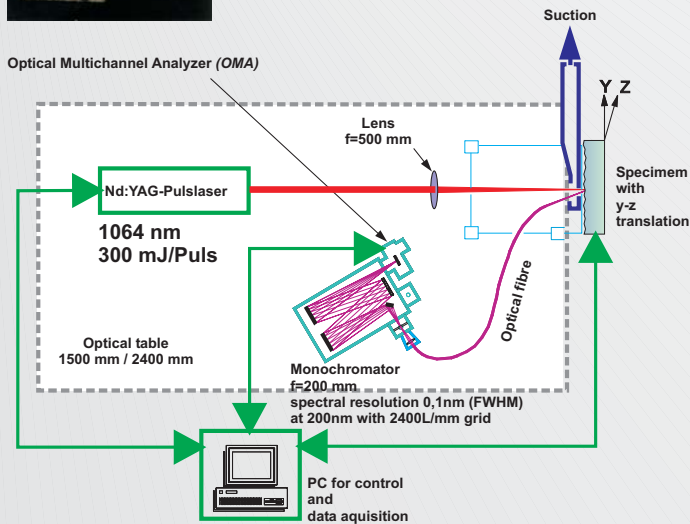 Suction
Optical Multichannel Analyzer (OMA)
Y Z
Lens
f=500 mm
Nd:YAG-Pulslaser
Specimem
with
y-z
translation
1064 nm
300 mJ/Puls
Optical fibre
Optical table
1500 mm / 2400 mm
Monochromator
f=200 mm
spectral resolution 0,1nm (FWHM)
at 200nm with 2400L/mm grid
PC for control
and
data aquisition